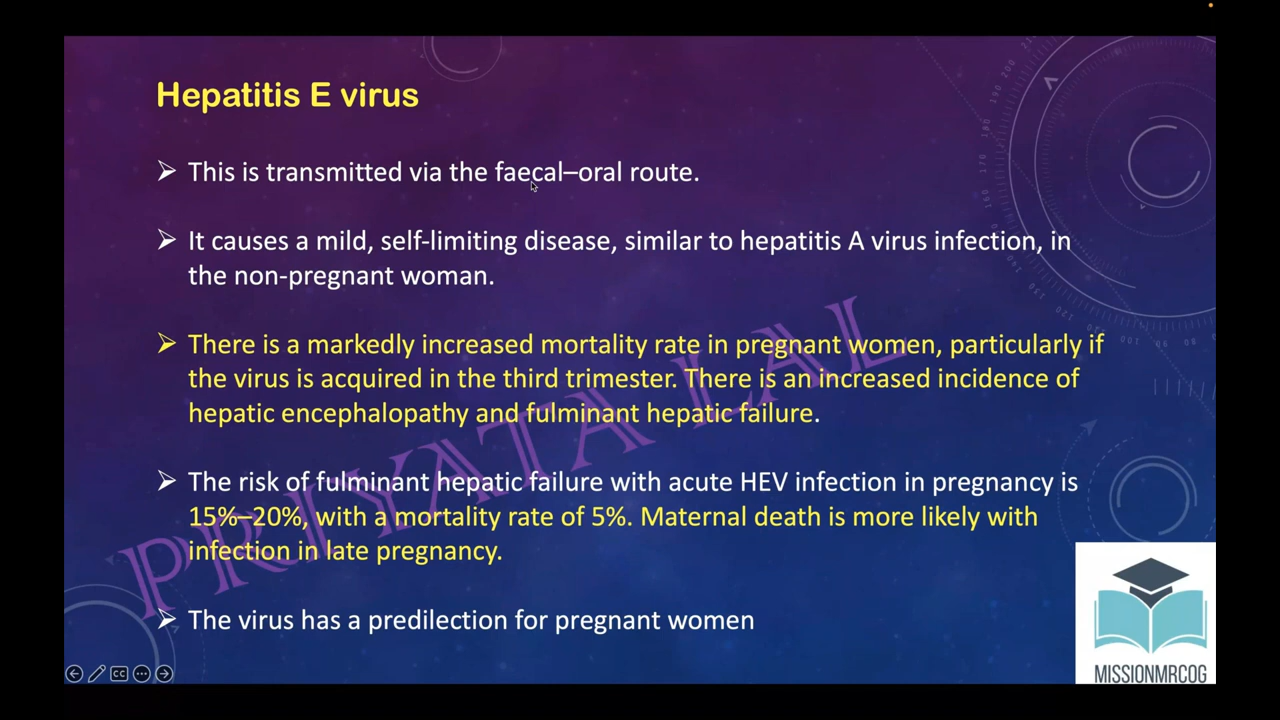 Hepatitis E virus
➢ This is transmitted via the faecal–oral route.
➢ It causes a mild, self-limiting disease, similar to hepatitis A virus infection, in
the non-pregnant woman.
➢ There is a markedly increased mortality rate in pregnant women, particularly if
the virus is acquired in the third trimester. There is an increased incidence of
hepatic encephalopathy and fulminant hepatic failure.
➢ The risk of fulminant hepatic failure with acute HEV infection in pregnancy is
15%–20%, with a mortality rate of 5%. Maternal death is more likely with
infection in late pregnancy.
➢ The virus has a predilection for pregnant women
PRIYATA LAL
MISSIONMRCOG
CC